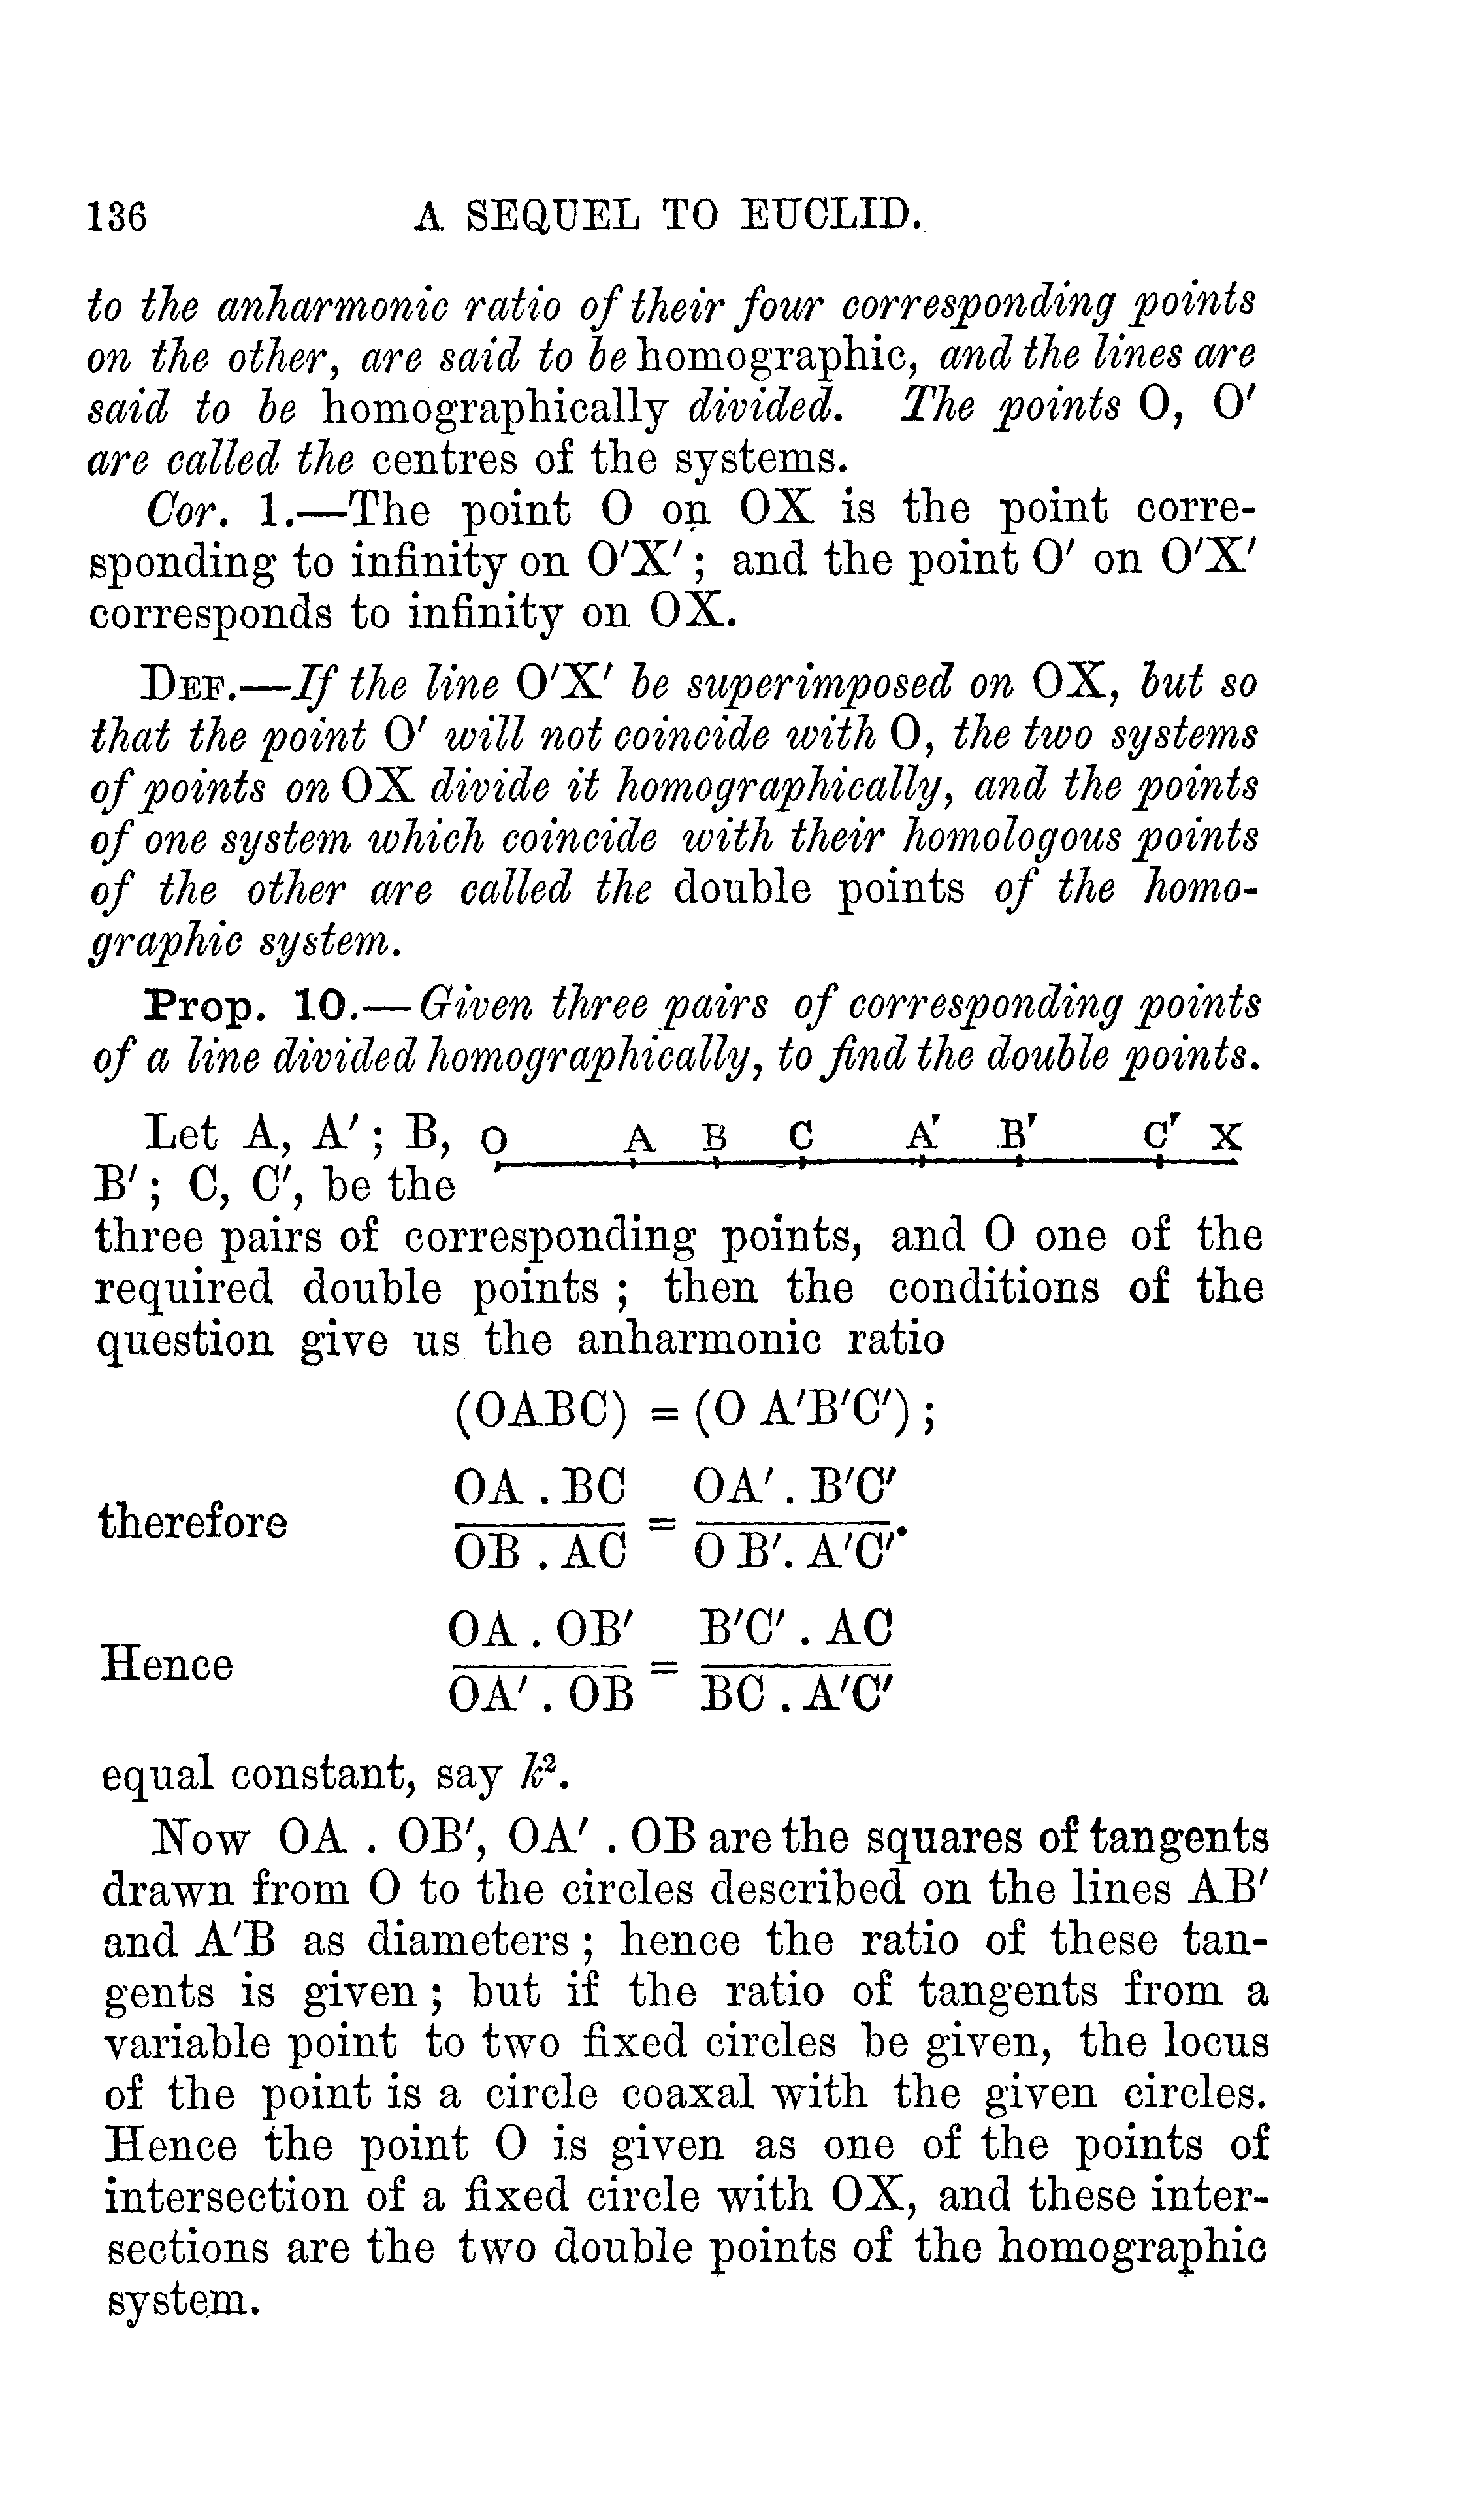 136 A SEQUEL TO EUCLID.
to the anharmonic ratio of their four corresponding points
on the other, are said to be homographic, and the lines are
said to be homographically divided. The points O, O′
are called the centres of the systems.
Cor. 1.—The point O on OX is the point corre-
sponding to infinity on O′X′; and the point O′ on O′X′
corresponds to infinity on OX.
DEF.—If the line O′X′ be superimposed on OX, but so
that the point O′ will not coincide with O, the two systems
of points on OX divide it homographically, and the points
of one system which coincide with their homologous points
of the other are called the double points of the homo-
graphic system.
Prop. 10.—Given three pairs of corresponding points
of a line divided homographically, to find the double points.
Let A, A′; B,
B′; C, C′, be the
O A B C A′ B′ C′ X
three pairs of corresponding points, and O one of the
required double points; then the conditions of the
question give us the anharmonic ratio
(OABC) = (O A′B′C′);
therefore OA . BC / OB . AC = OA′ . B′C′ / O B′. A′C′.
Hence OA . OB′ / OA′ . OB = B′C′ . AC / BC . A′C′
equal constant, say k².
Now OA . OB′, OA′ . OB are the squares of tangents
drawn from O to the circles described on the lines AB′
and A′B as diameters; hence the ratio of these tan-
gents is given; but if the ratio of tangents from a
variable point to two fixed circles be given, the locus
of the point is a circle coaxal with the given circles.
Hence the point O is given as one of the points of
intersection of a fixed circle with OX, and these inter-
sections are the two double points of the homographic
system.